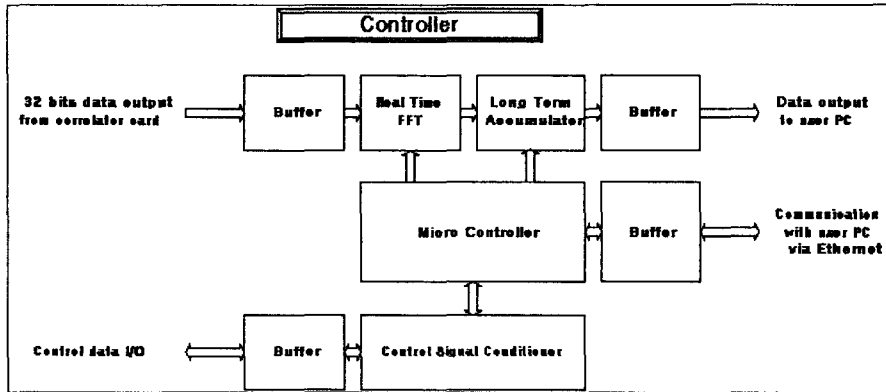 Controller
32 bits data output
from correlator card
Buffer
Real Time
FFT
Long Term
Accumulator
Buffer
Data output
to user PC
Micro Controller
Buffer
Communication
with user PC
via Ethernet
Control data I/O
Buffer
Control Signal Conditioner